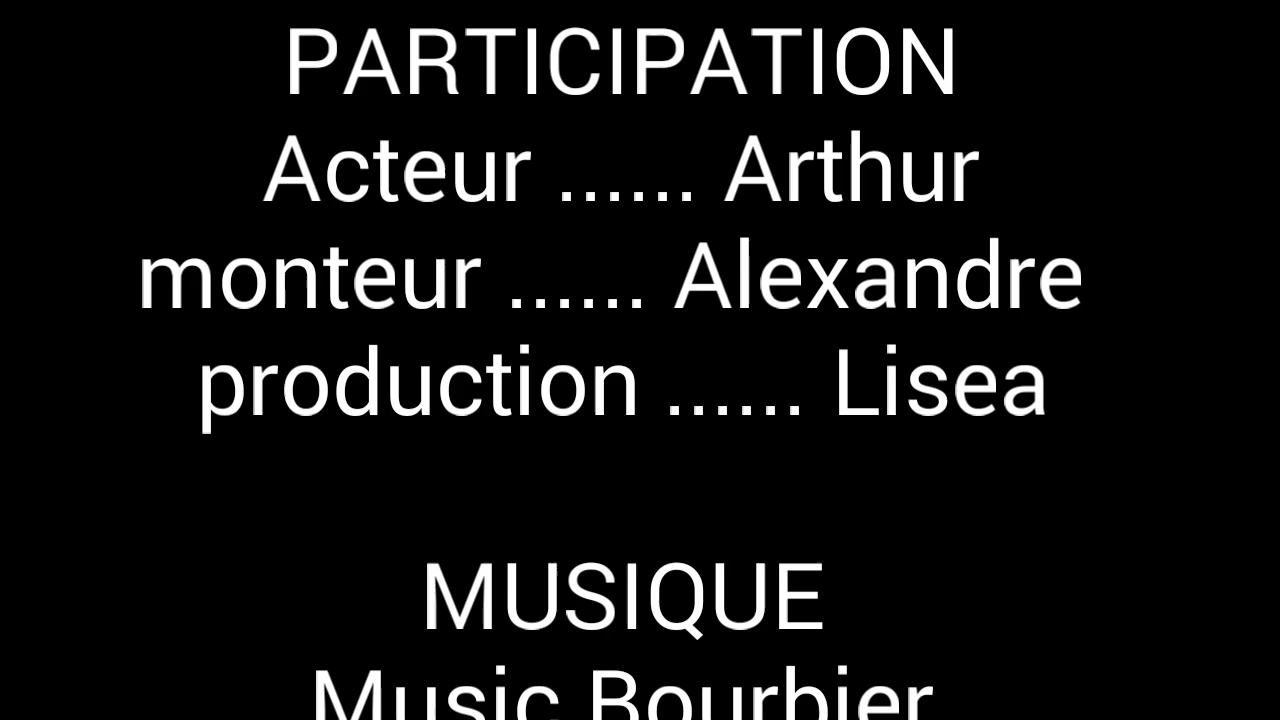 PARTICIPATION
Acteur ...... Arthur
monteur ...... Alexandre
production ...... Lisea
MUSIQUE
Music Bourbier